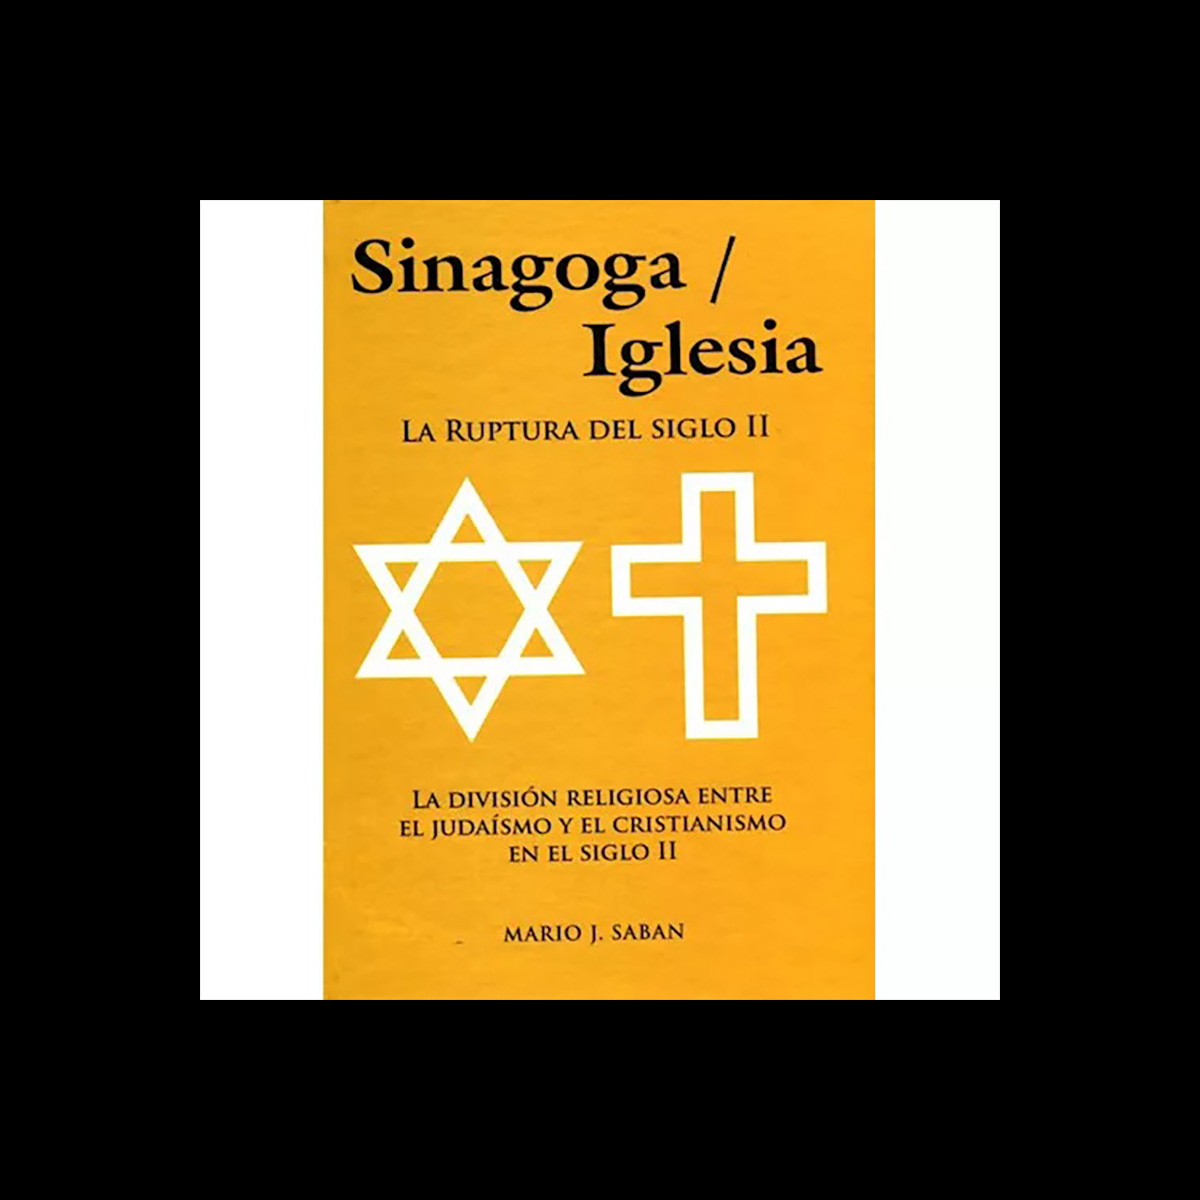 Sinagoga /
Iglesia
La Ruptura del siglo II
La división religiosa entre
el judaísmo y el cristianismo
en el siglo II
MARIO J. SABAN